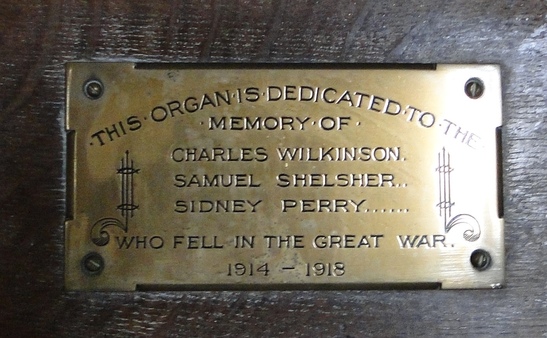 ·THIS·ORGAN·IS·DEDICATED·TO·THE·
·MEMORY·OF·
CHARLES WILKINSON.
SAMUEL SHELSHER..
SIDNEY PERRY......
WHO FELL IN THE GREAT WAR.
1914 – 1918